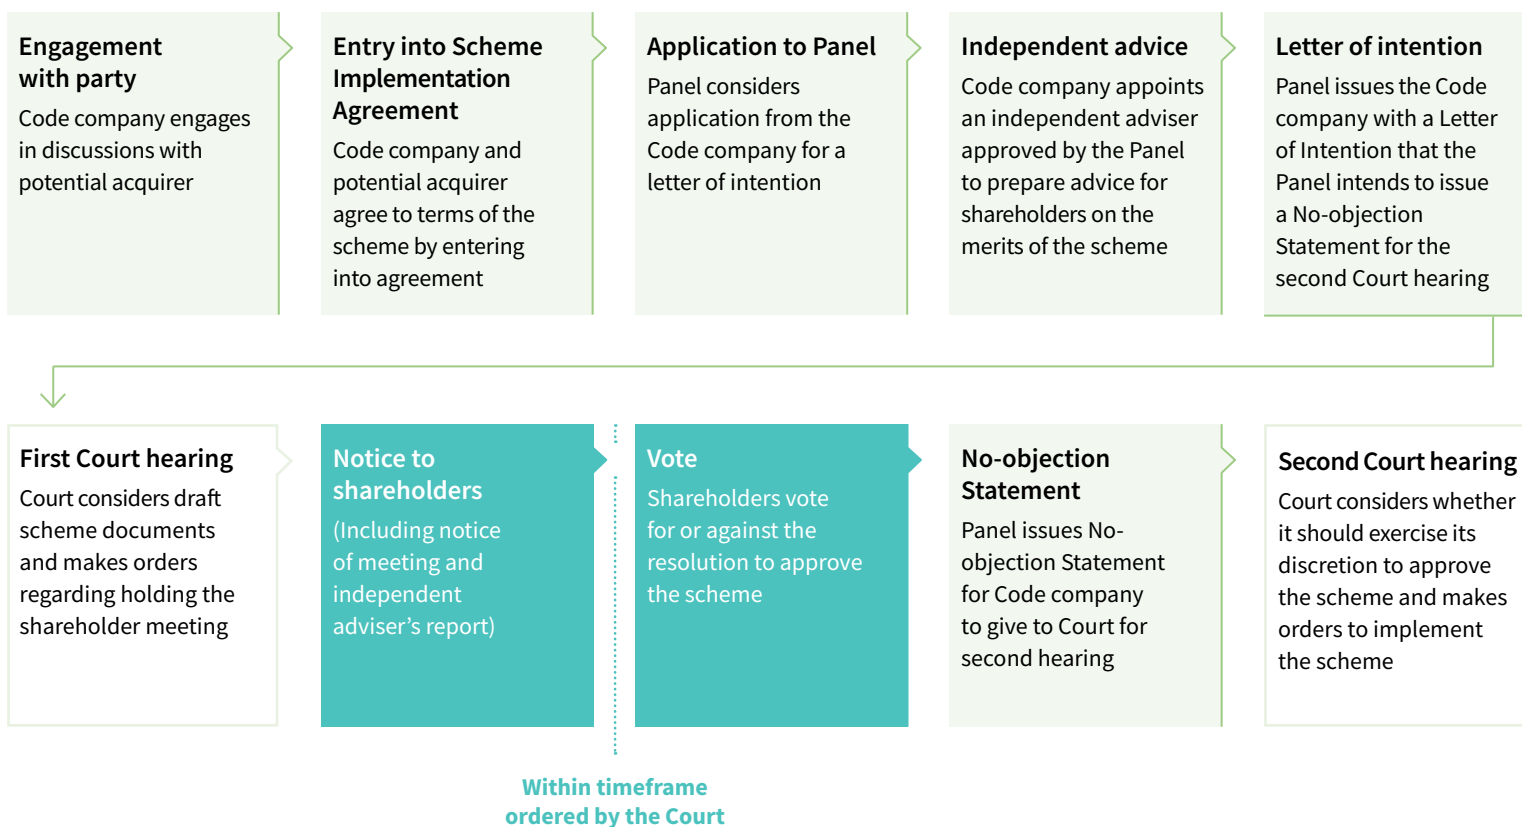 Engagement
with party
Code company engages
in discussions with
potential acquirer
Entry into Scheme
Implementation
Agreement
Code company and
potential acquirer
agree to terms of the
scheme by entering
into agreement
Application to Panel
Panel considers
application from the
Code company for a
letter of intention
Independent advice
Code company appoints
an independent adviser
approved by the Panel
to prepare advice for
shareholders on the
merits of the scheme
Letter of intention
Panel issues the Code
company with a Letter
of Intention that the
Panel intends to issue
a No-objection
Statement for the
second Court hearing
First Court hearing
Court considers draft
scheme documents
and makes orders
regarding holding the
shareholder meeting
Notice to
shareholders
(Including notice
of meeting and
independent
adviser’s report)
Vote
Shareholders vote
for or against the
resolution to approve
the scheme
No-objection
Statement
Panel issues No-
objection Statement
for Code company
to give to Court for
second hearing
Second Court hearing
Court considers whether
it should exercise its
discretion to approve
the scheme and makes
orders to implement
the scheme
Within timeframe
ordered by the Court